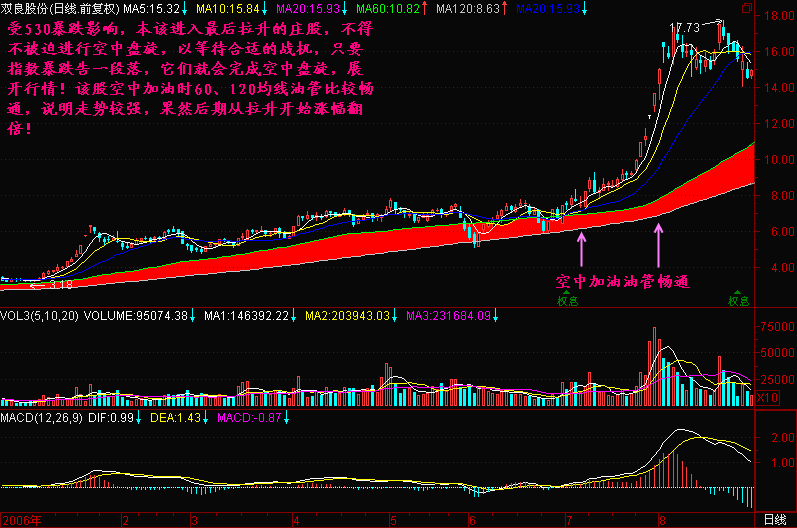 双良股份(日线.前复权) MA5:15.32↓ MA10:15.84↓ MA20:15.93↓ MA60:10.82↑ MA120:8.63↑ MA20:15.93↓
受530暴跌影响，本该进入最后拉升的庄股，不得
不被迫进行空中盘旋，以等待合适的战机，只要
指数暴跌告一段落，它们就会完成空中盘旋，展
开行情！该股空中加油时60、120均线油管比较畅
通，说明走势较强，果然后期从拉升开始涨幅翻
倍！
17.73
18.00
16.00
14.00
12.00
10.00
8.00
6.00
4.00
3.18
空中加油油管畅通
权息
权息
VOL3(5,10,20) VOLUME:95074.38↓ MA1:146392.22↓ MA2:203943.03↓ MA3:231684.09↓
75000
50000
25000
X10
MACD(12,26,9) DIF:0.99↓ DEA:1.43↓ MACD:-0.87↓
2.00
1.00
2006年 2 3 4 5 6 7 8 日线